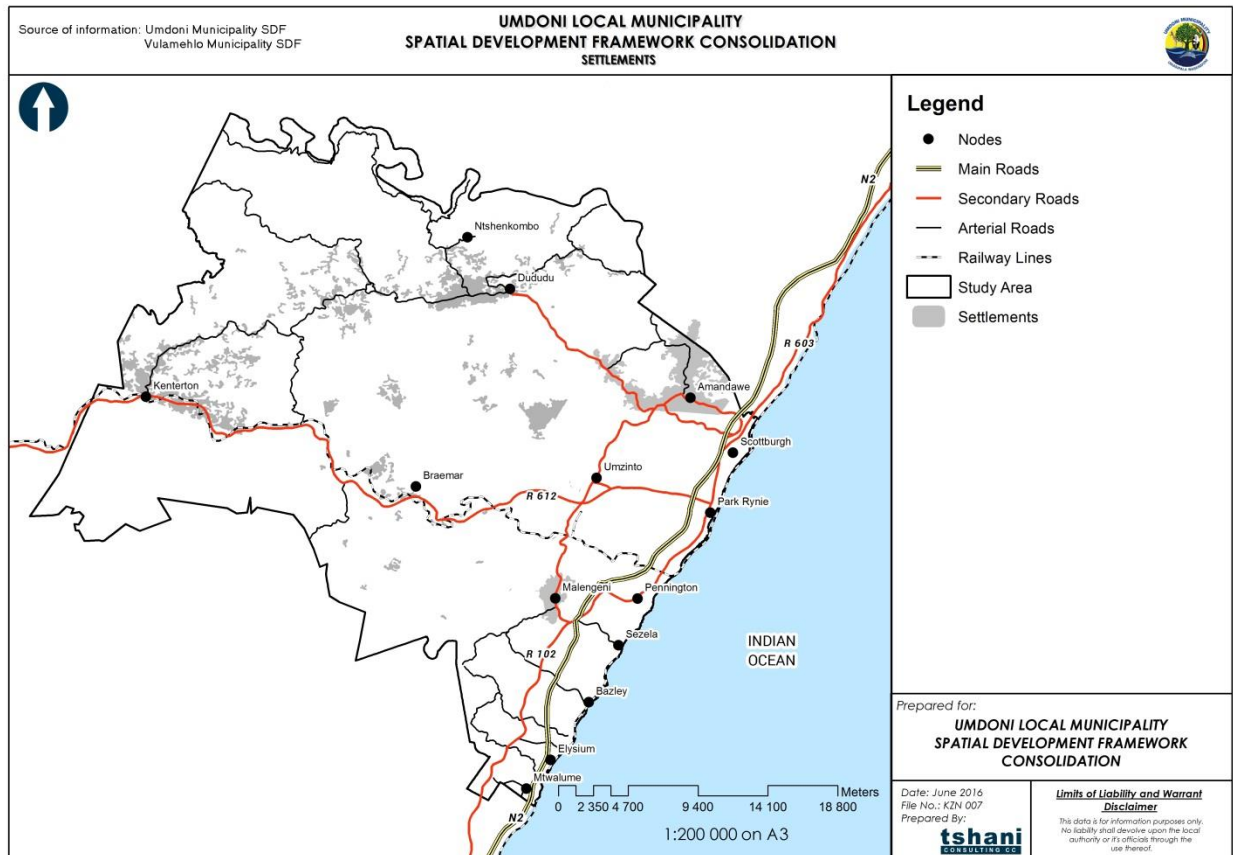 Source of information: Umdoni Municipality SDF
Vulamehlo Municipality SDF
UMDONI LOCAL MUNICIPALITY
SPATIAL DEVELOPMENT FRAMEWORK CONSOLIDATION
SETTLEMENTS
N2
Ntshenkombo
Dududu
R 603
Kenterton
Amandawe
Scottburgh
Braemar
Umzinto
R 612
Park Rynie
Malengeni
Pennington
Sezela
INDIAN
OCEAN
R 102
Bazley
Elysium
Mtwalume
N2
Meters
0 2 350 4 700 9 400 14 100 18 800
1:200 000 on A3
Legend
Nodes
Main Roads
Secondary Roads
Arterial Roads
Railway Lines
Study Area
Settlements
Prepared for:
UMDONI LOCAL MUNICIPALITY
SPATIAL DEVELOPMENT FRAMEWORK
CONSOLIDATION
Date: June 2016
File No.: KZN 007
Prepared By:
tshani
CONSULTING CC
Limits of Liability and Warrant
Disclaimer
This data is for information purposes only.
No liability shall devolve upon the local
authority or it's officials through the
use thereof.